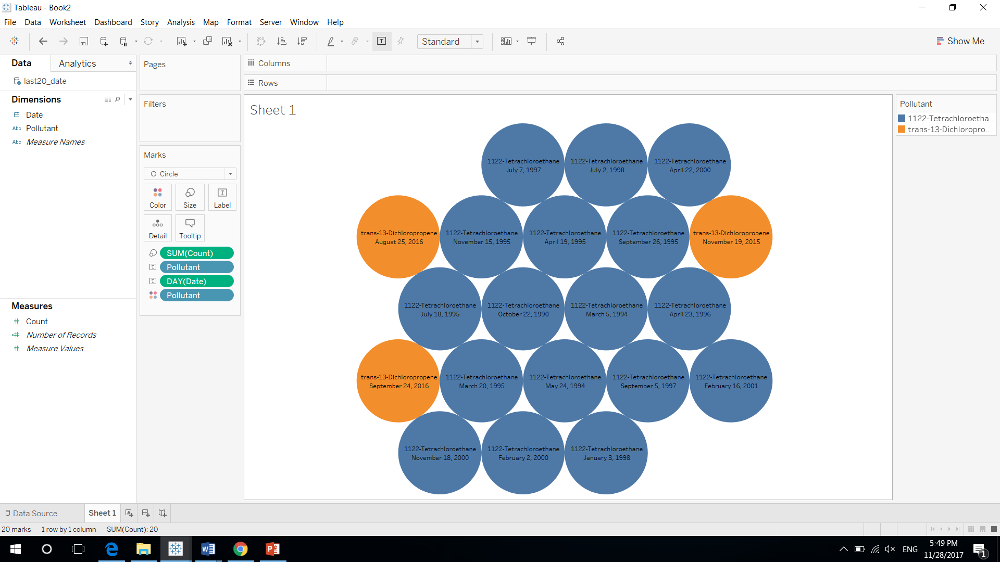 Tableau - Book2
File Data Worksheet Dashboard Story Analysis Map Format Server Window Help
Standard
Show Me
Data
Analytics
last20_date
Dimensions
Date
Abc Pollutant
Abc Measure Names
Measures
Count
Number of Records
Measure Values
Pages
Filters
Marks
Circle
Color Size Label
Detail Tooltip
SUM(Count)
Pollutant
DAY(Date)
Pollutant
Columns
Rows
Sheet 1
1122-Tetrachloroethane
July 7, 1997
1122-Tetrachloroethane
July 2, 1998
1122-Tetrachloroethane
April 22, 2000
trans-13-Dichloropropene
August 25, 2016
1122-Tetrachloroethane
November 15, 1995
1122-Tetrachloroethane
April 19, 1995
1122-Tetrachloroethane
September 26, 1995
trans-13-Dichloropropene
November 19, 2015
1122-Tetrachloroethane
July 18, 1995
1122-Tetrachloroethane
October 22, 1990
1122-Tetrachloroethane
March 5, 1994
1122-Tetrachloroethane
April 23, 1996
trans-13-Dichloropropene
September 24, 2016
1122-Tetrachloroethane
March 20, 1995
1122-Tetrachloroethane
May 24, 1994
1122-Tetrachloroethane
September 5, 1997
1122-Tetrachloroethane
February 16, 2001
1122-Tetrachloroethane
November 18, 2000
1122-Tetrachloroethane
February 2, 2000
1122-Tetrachloroethane
January 3, 1998
Pollutant
1122-Tetrachloroetha..
trans-13-Dichloropro..
Data Source
Sheet 1
20 marks 1 row by 1 column SUM(Count): 20
ENG
5:49 PM
11/28/2017
1